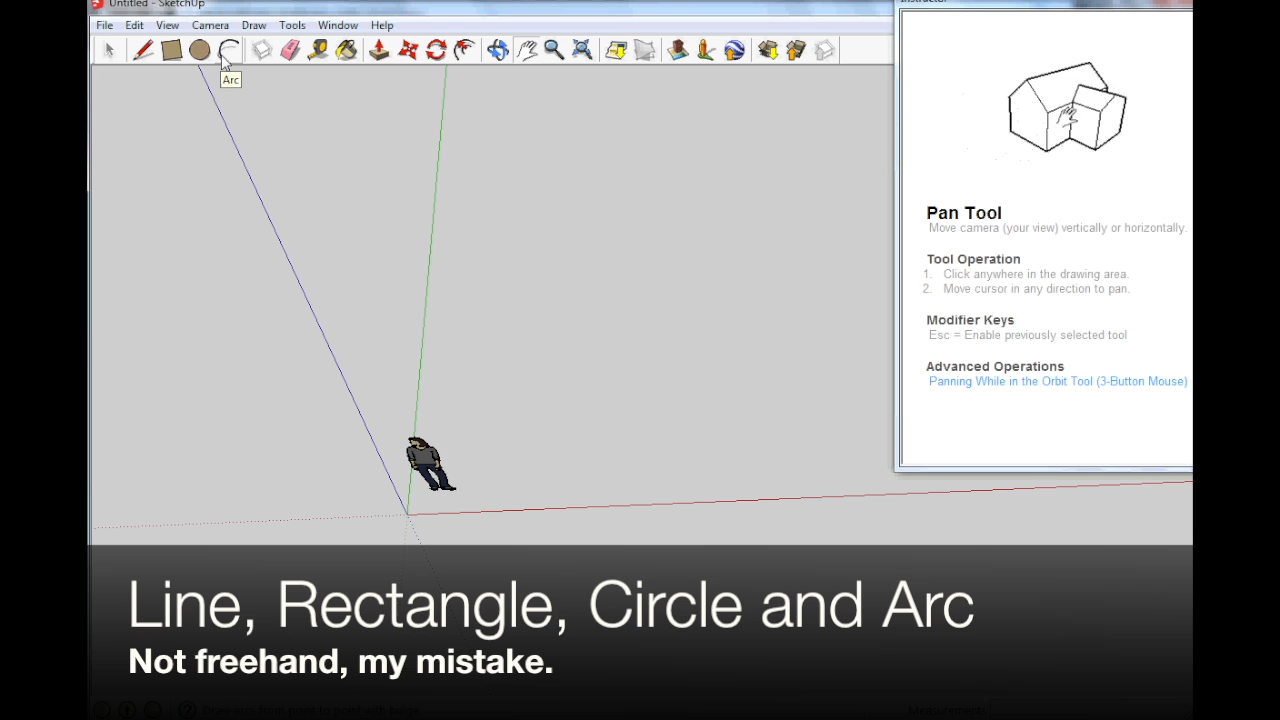 Untitled - SketchUp
Instructor
File Edit View Camera Draw Tools Window Help
Arc
Pan Tool
Move camera (your view) vertically or horizontally.
Tool Operation
1. Click anywhere in the drawing area.
2. Move cursor in any direction to pan.
Modifier Keys
Esc = Enable previously selected tool
Advanced Operations
Panning While in the Orbit Tool (3-Button Mouse)
Line, Rectangle, Circle and Arc
Not freehand, my mistake.
Measurements